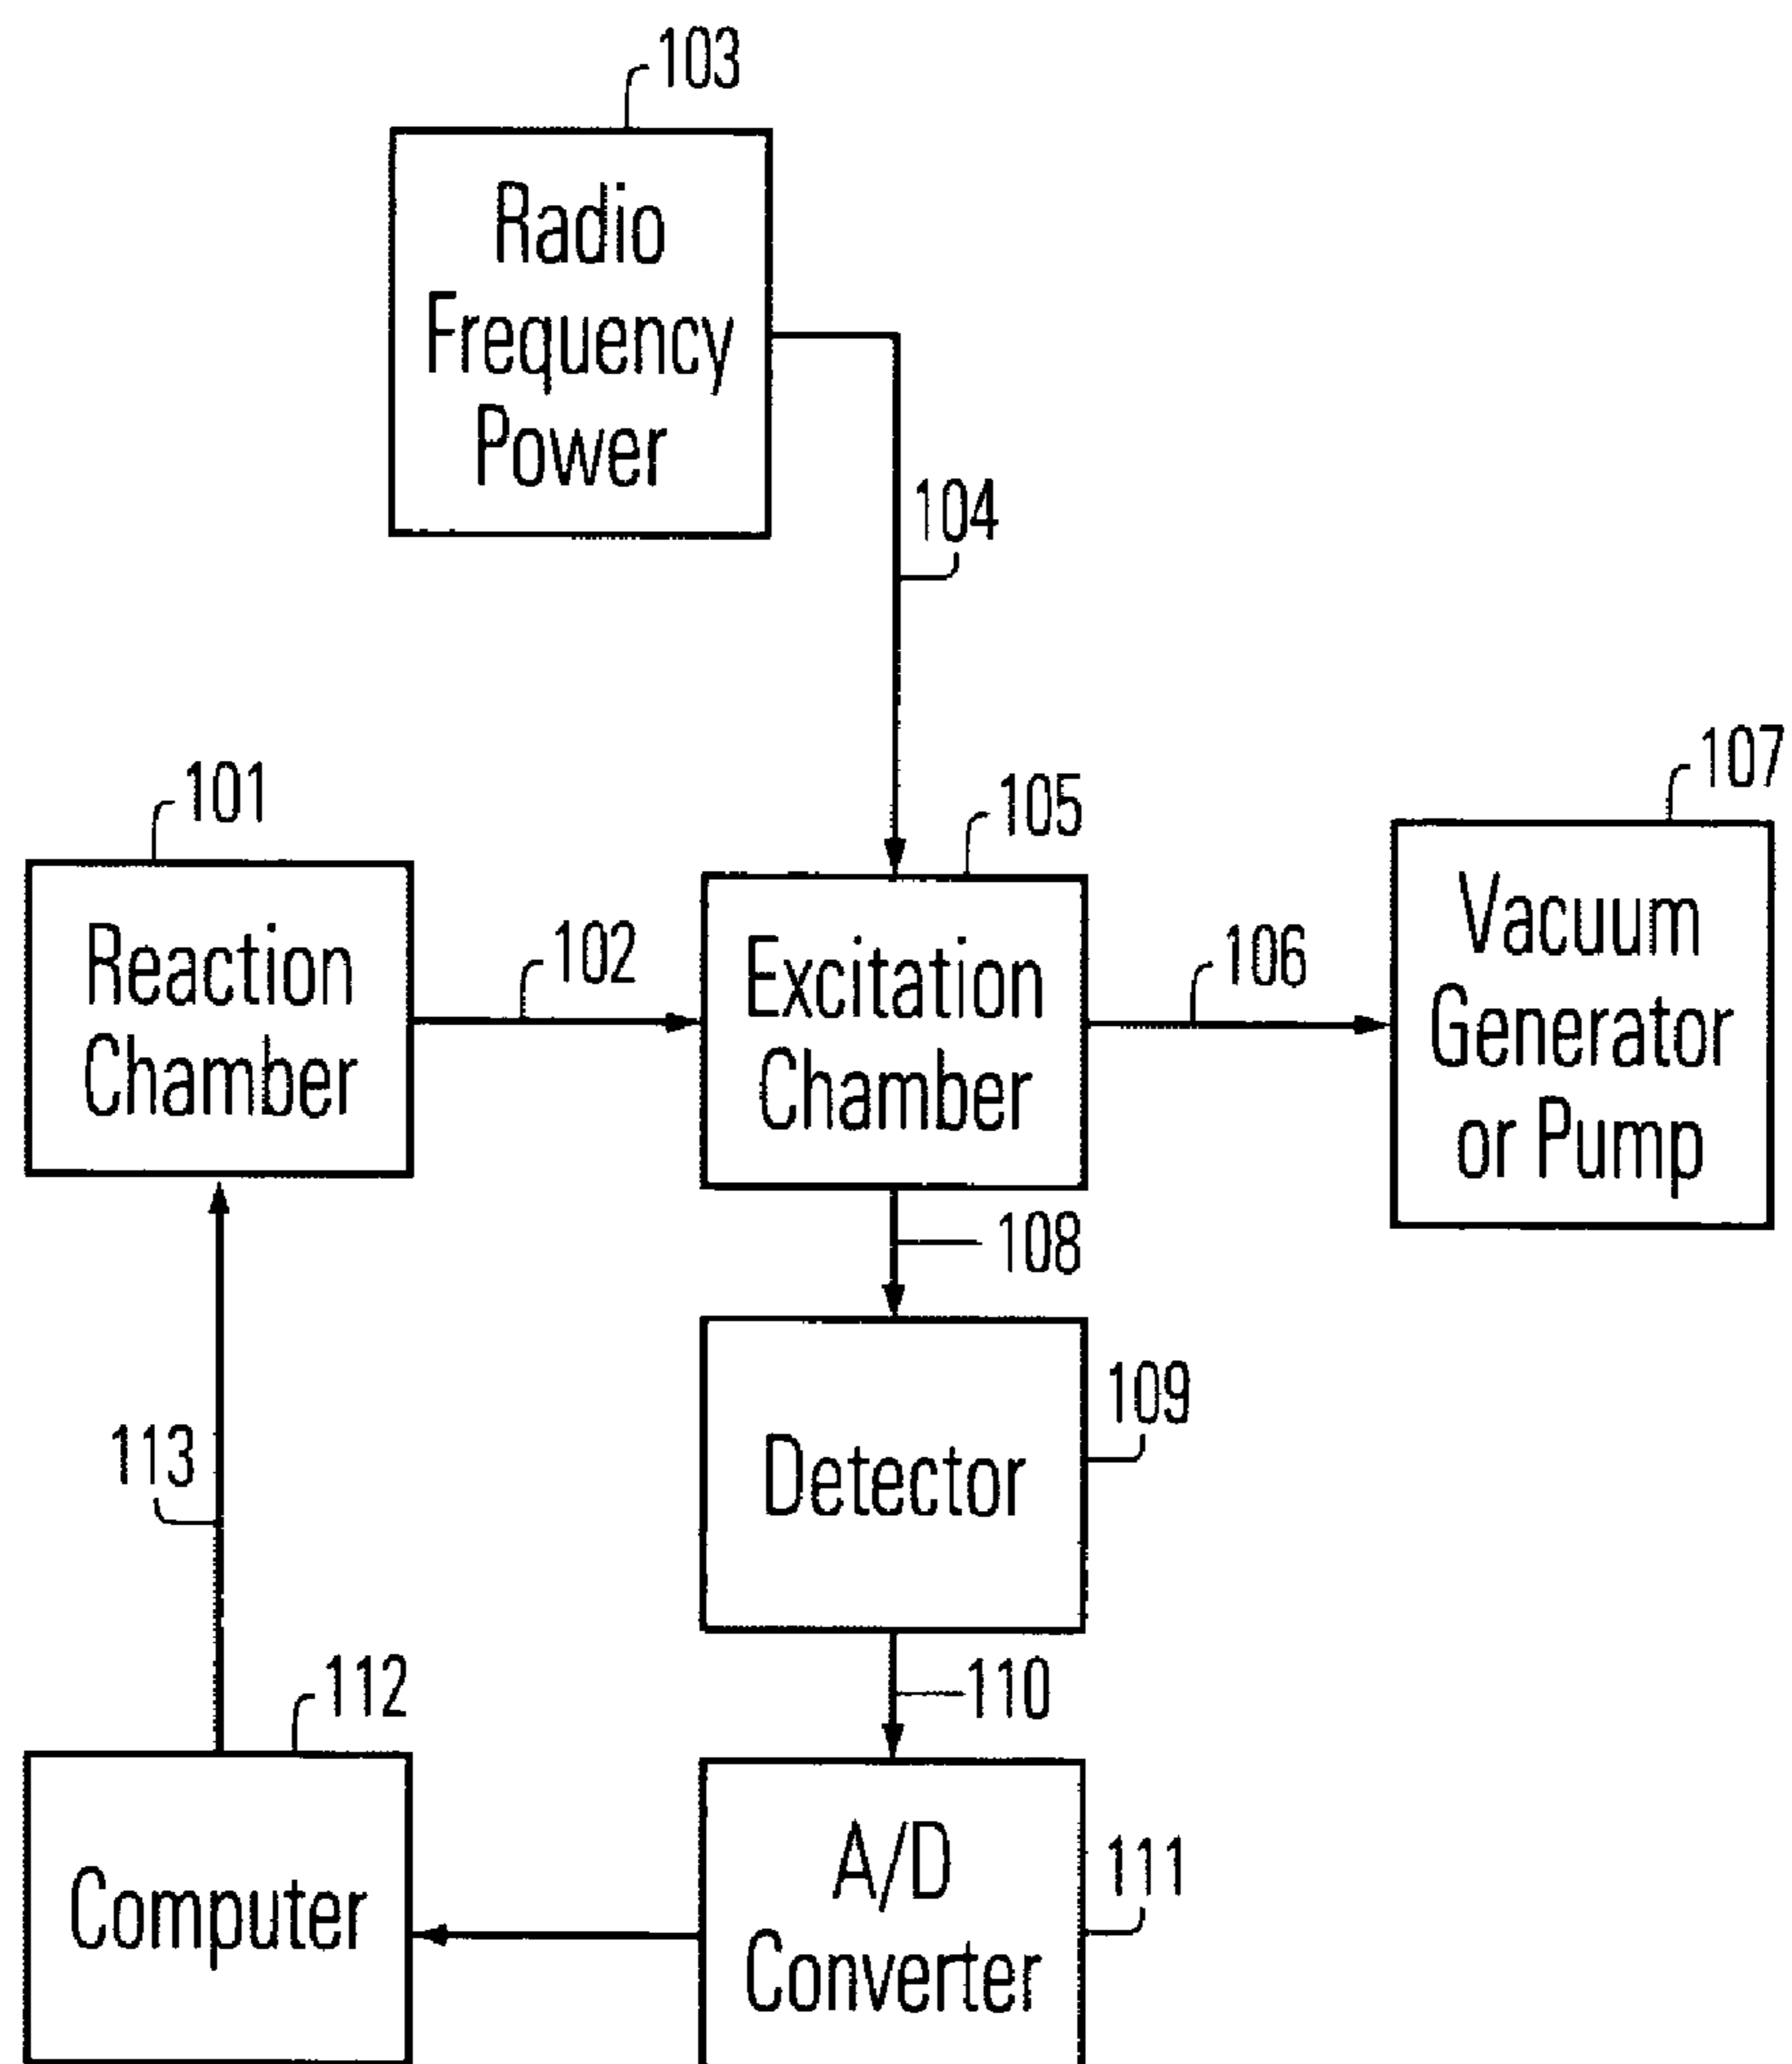 103
Radio
Frequency
Power
104
101
Reaction
Chamber
102
105
Excitation
Chamber
106
107
Vacuum
Generator
or Pump
108
Detector
109
113
110
112
Computer
A/D
Converter
111